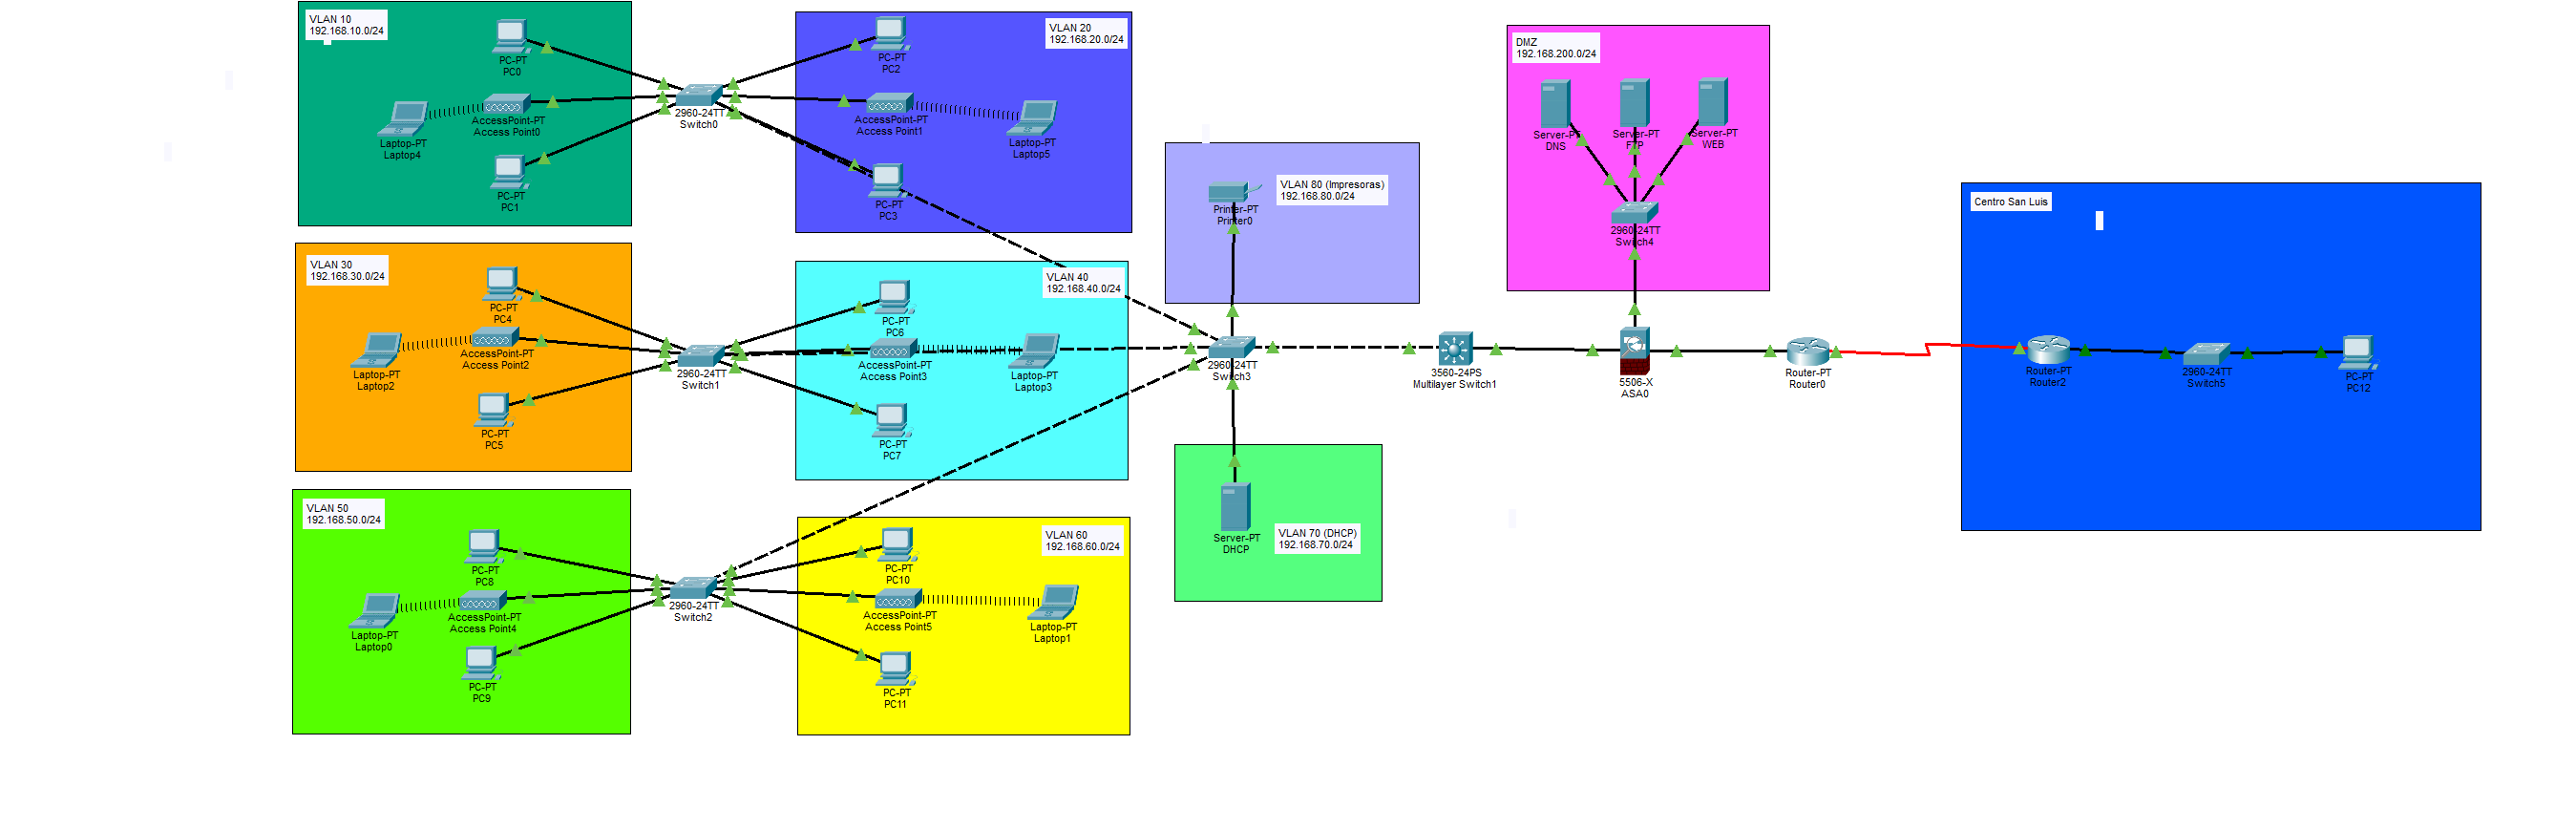 VLAN 10
192.168.10.0/24
PC-PT
PC0
AccessPoint-PT
Access Point0
Laptop-PT
Laptop4
PC-PT
PC1
2960-24TT
Switch0
VLAN 20
192.168.20.0/24
PC-PT
PC2
AccessPoint-PT
Access Point1
Laptop-PT
Laptop5
PC-PT
PC3
VLAN 30
192.168.30.0/24
PC-PT
PC4
AccessPoint-PT
Access Point2
Laptop-PT
Laptop2
PC-PT
PC5
2960-24TT
Switch1
VLAN 40
192.168.40.0/24
PC-PT
PC6
AccessPoint-PT
Access Point3
Laptop-PT
Laptop3
PC-PT
PC7
VLAN 50
192.168.50.0/24
PC-PT
PC8
AccessPoint-PT
Access Point4
Laptop-PT
Laptop0
PC-PT
PC9
2960-24TT
Switch2
VLAN 60
192.168.60.0/24
PC-PT
PC10
AccessPoint-PT
Access Point5
Laptop-PT
Laptop1
PC-PT
PC11
VLAN 80 (Impresoras)
192.168.80.0/24
Printer-PT
Printer0
2960-24TT
Switch3
Server-PT
DHCP
VLAN 70 (DHCP)
192.168.70.0/24
3560-24PS
Multilayer Switch1
DMZ
192.168.200.0/24
Server-PT
DNS
Server-PT
FTP
Server-PT
WEB
2960-24TT
Switch4
5506-X
ASA0
Router-PT
Router0
Centro San Luis
Router-PT
Router2
2960-24TT
Switch5
PC-PT
PC12